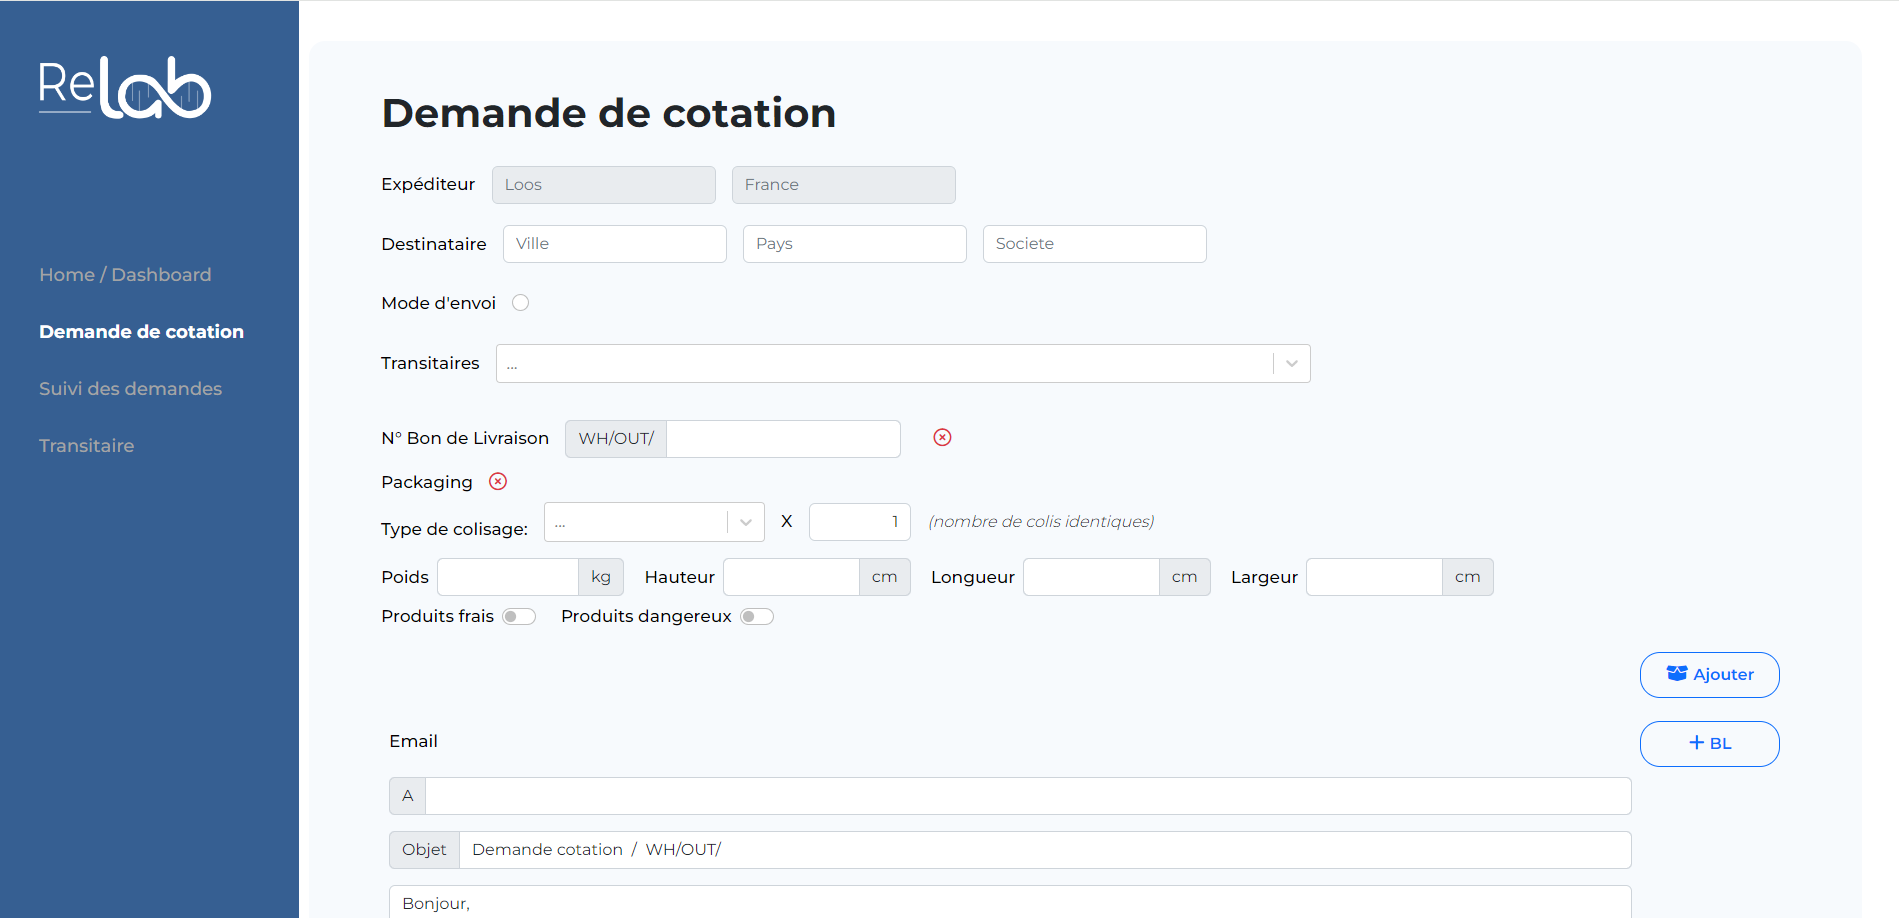 Relab
Home / Dashboard
Demande de cotation
Suivi des demandes
Transitaire
Demande de cotation
Expéditeur Loos France
Destinataire Ville Pays Societe
Mode d'envoi
Transitaires ...
N° Bon de Livraison WH/OUT/
Packaging
Type de colisage: ... X 1 (nombre de colis identiques)
Poids kg Hauteur cm Longueur cm Largeur cm
Produits frais Produits dangereux
Ajouter
+ BL
Email
A
Objet Demande cotation / WH/OUT/
Bonjour,